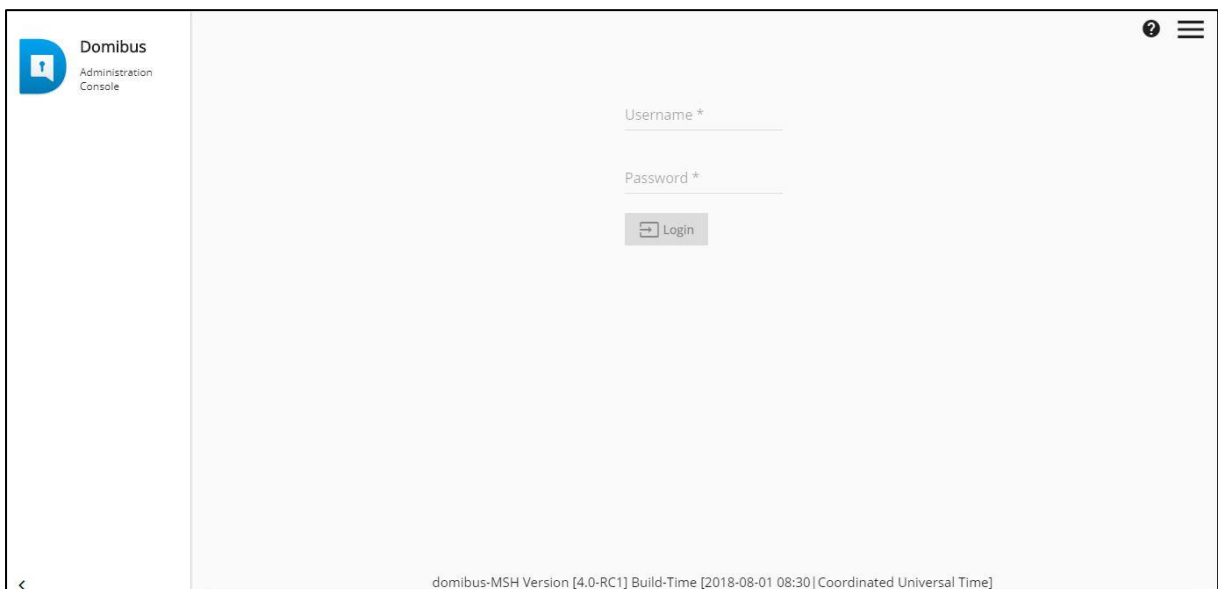 Domibus
Administration
Console
Username *
Password *
Login
domibus-MSH Version [4.0-RC1] Build-Time [2018-08-01 08:30|Coordinated Universal Time]